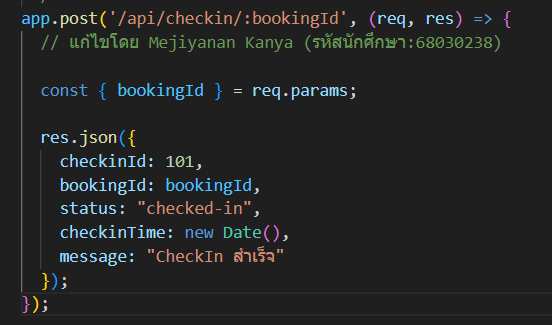 app.post('/api/checkin/:bookingId', (req, res) => {
// แก้ไขโดย Mejiyanan Kanya (รหัสนักศึกษา:68030238)
const { bookingId } = req.params;
res.json({
checkinId: 101,
bookingId: bookingId,
status: "checked-in",
checkinTime: new Date(),
message: "CheckIn สำเร็จ"
});
});